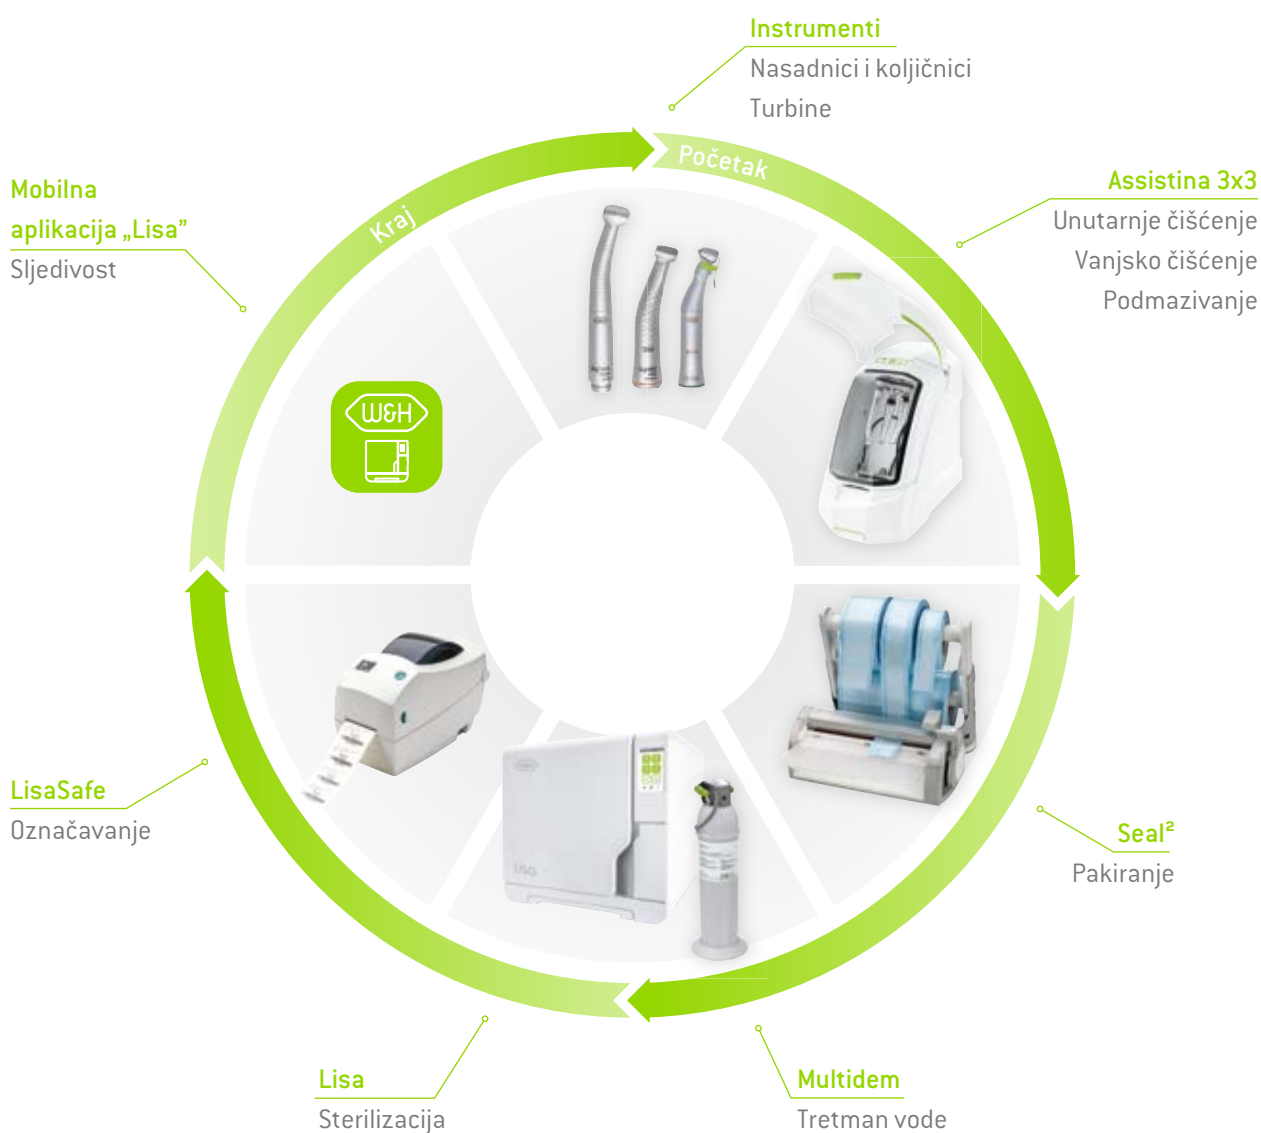 Instrumenti
Nasadnici i koljičnici
Turbine
Početak
Kraj
Assistina 3x3
Unutarnje čišćenje
Vanjsko čišćenje
Podmazivanje
Mobilna
aplikacija „Lisa”
Sljedivost
W&H
LisaSafe
Označavanje
LISA
Seal²
Pakiranje
Lisa
Sterilizacija
Multidem
Tretman vode